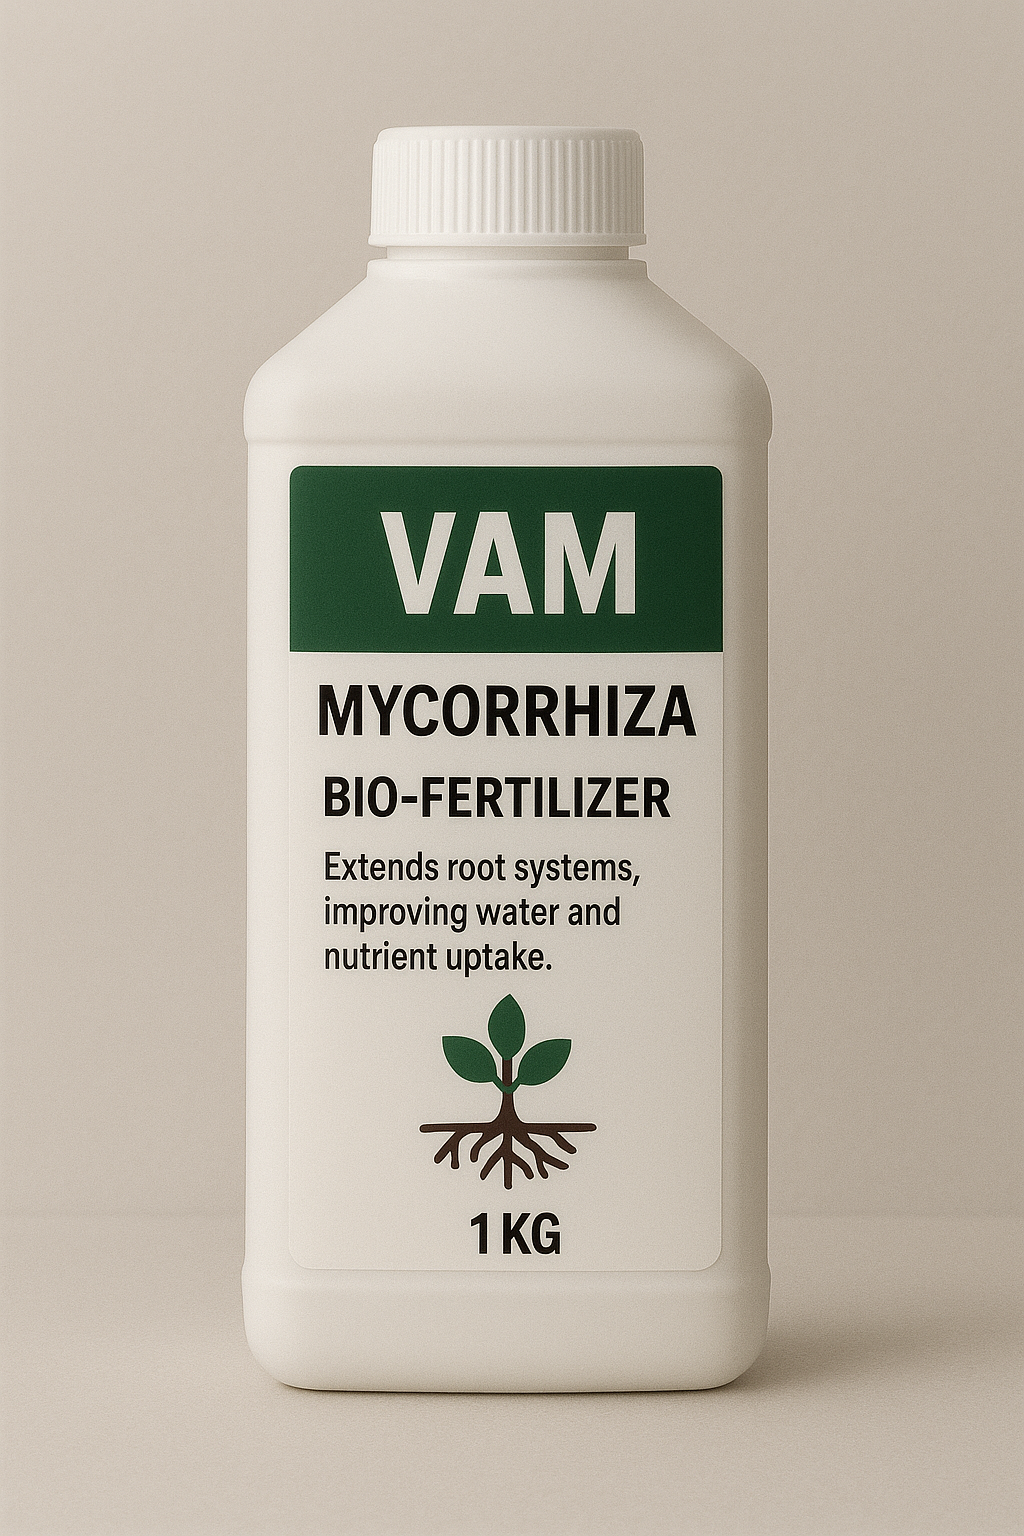 VAM
MYCORRHIZA
BIO-FERTILIZER
Extends root systems,
improving water and
nutrient uptake.
1 KG